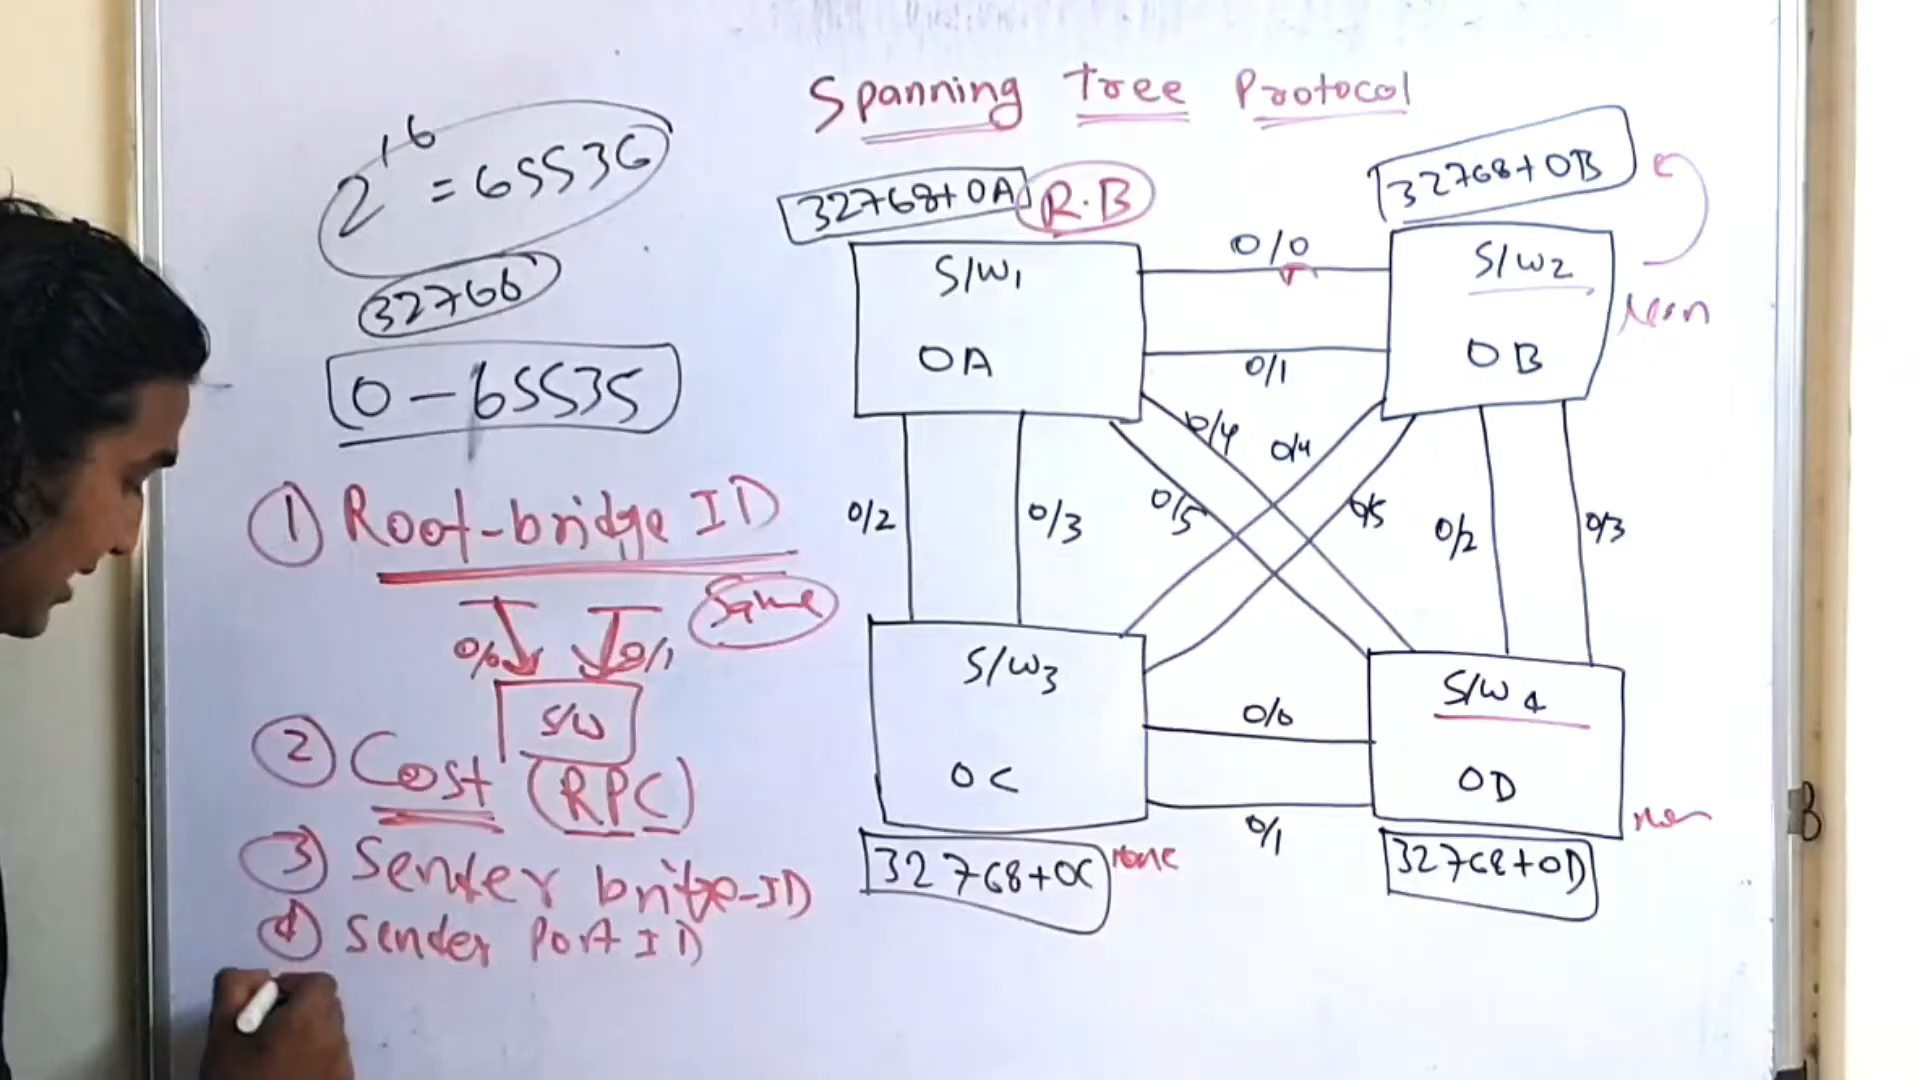 Spanning Tree Protocol
2^16 = 65536
32766
0 - 65535
① Root-bridge ID
Same
0/0 0/1
S/W
② Cost (RPC)
③ Sender
④ Sender Port ID
32768+0A R.B
32768+0B
S/W1
0A
0/0
0/1
S/W2
0B
0/4 0/4
0/2 0/3 0/5 0/5 0/2 0/3
S/W3
0C
0/0
0/1
S/W4
0D
32768+0C none
32768+0D